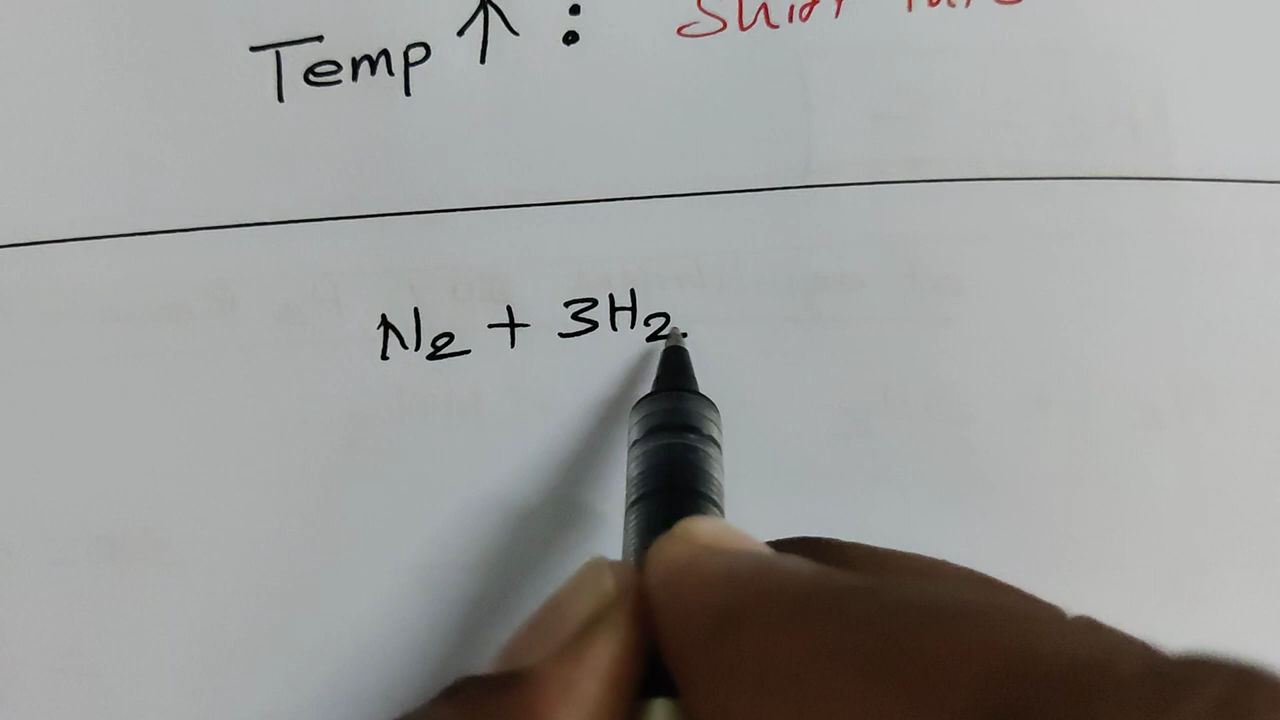 Temp ↑ :
N₂ + 3H₂